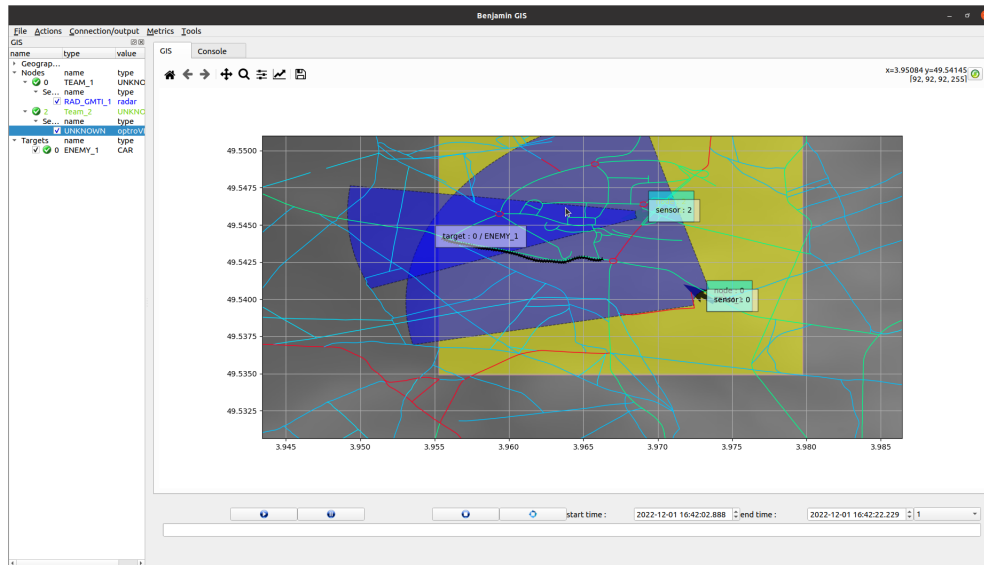 Benjamin GIS
File Actions Connection/output Metrics Tools
GIS
name type value
Geograp...
Nodes name type
0 TEAM_1 UNKNO
Se... name type
RAD_GMTI_1 radar
2 Team_2 UNKNO
Se... name type
UNKNOWN optroVI
Targets name type
0 ENEMY_1 CAR
GIS Console
x=3.95084 y=49.54145
[92, 92, 92, 255]
49.5500
49.5475
49.5450
49.5425
49.5400
49.5375
49.5350
49.5325
sensor : 2
target : 0 / ENEMY_1
node : 0
sensor : 0
3.945 3.950 3.955 3.960 3.965 3.970 3.975 3.980 3.985
start time : 2022-12-01 16:42:02.888 end time : 2022-12-01 16:42:22.229 1